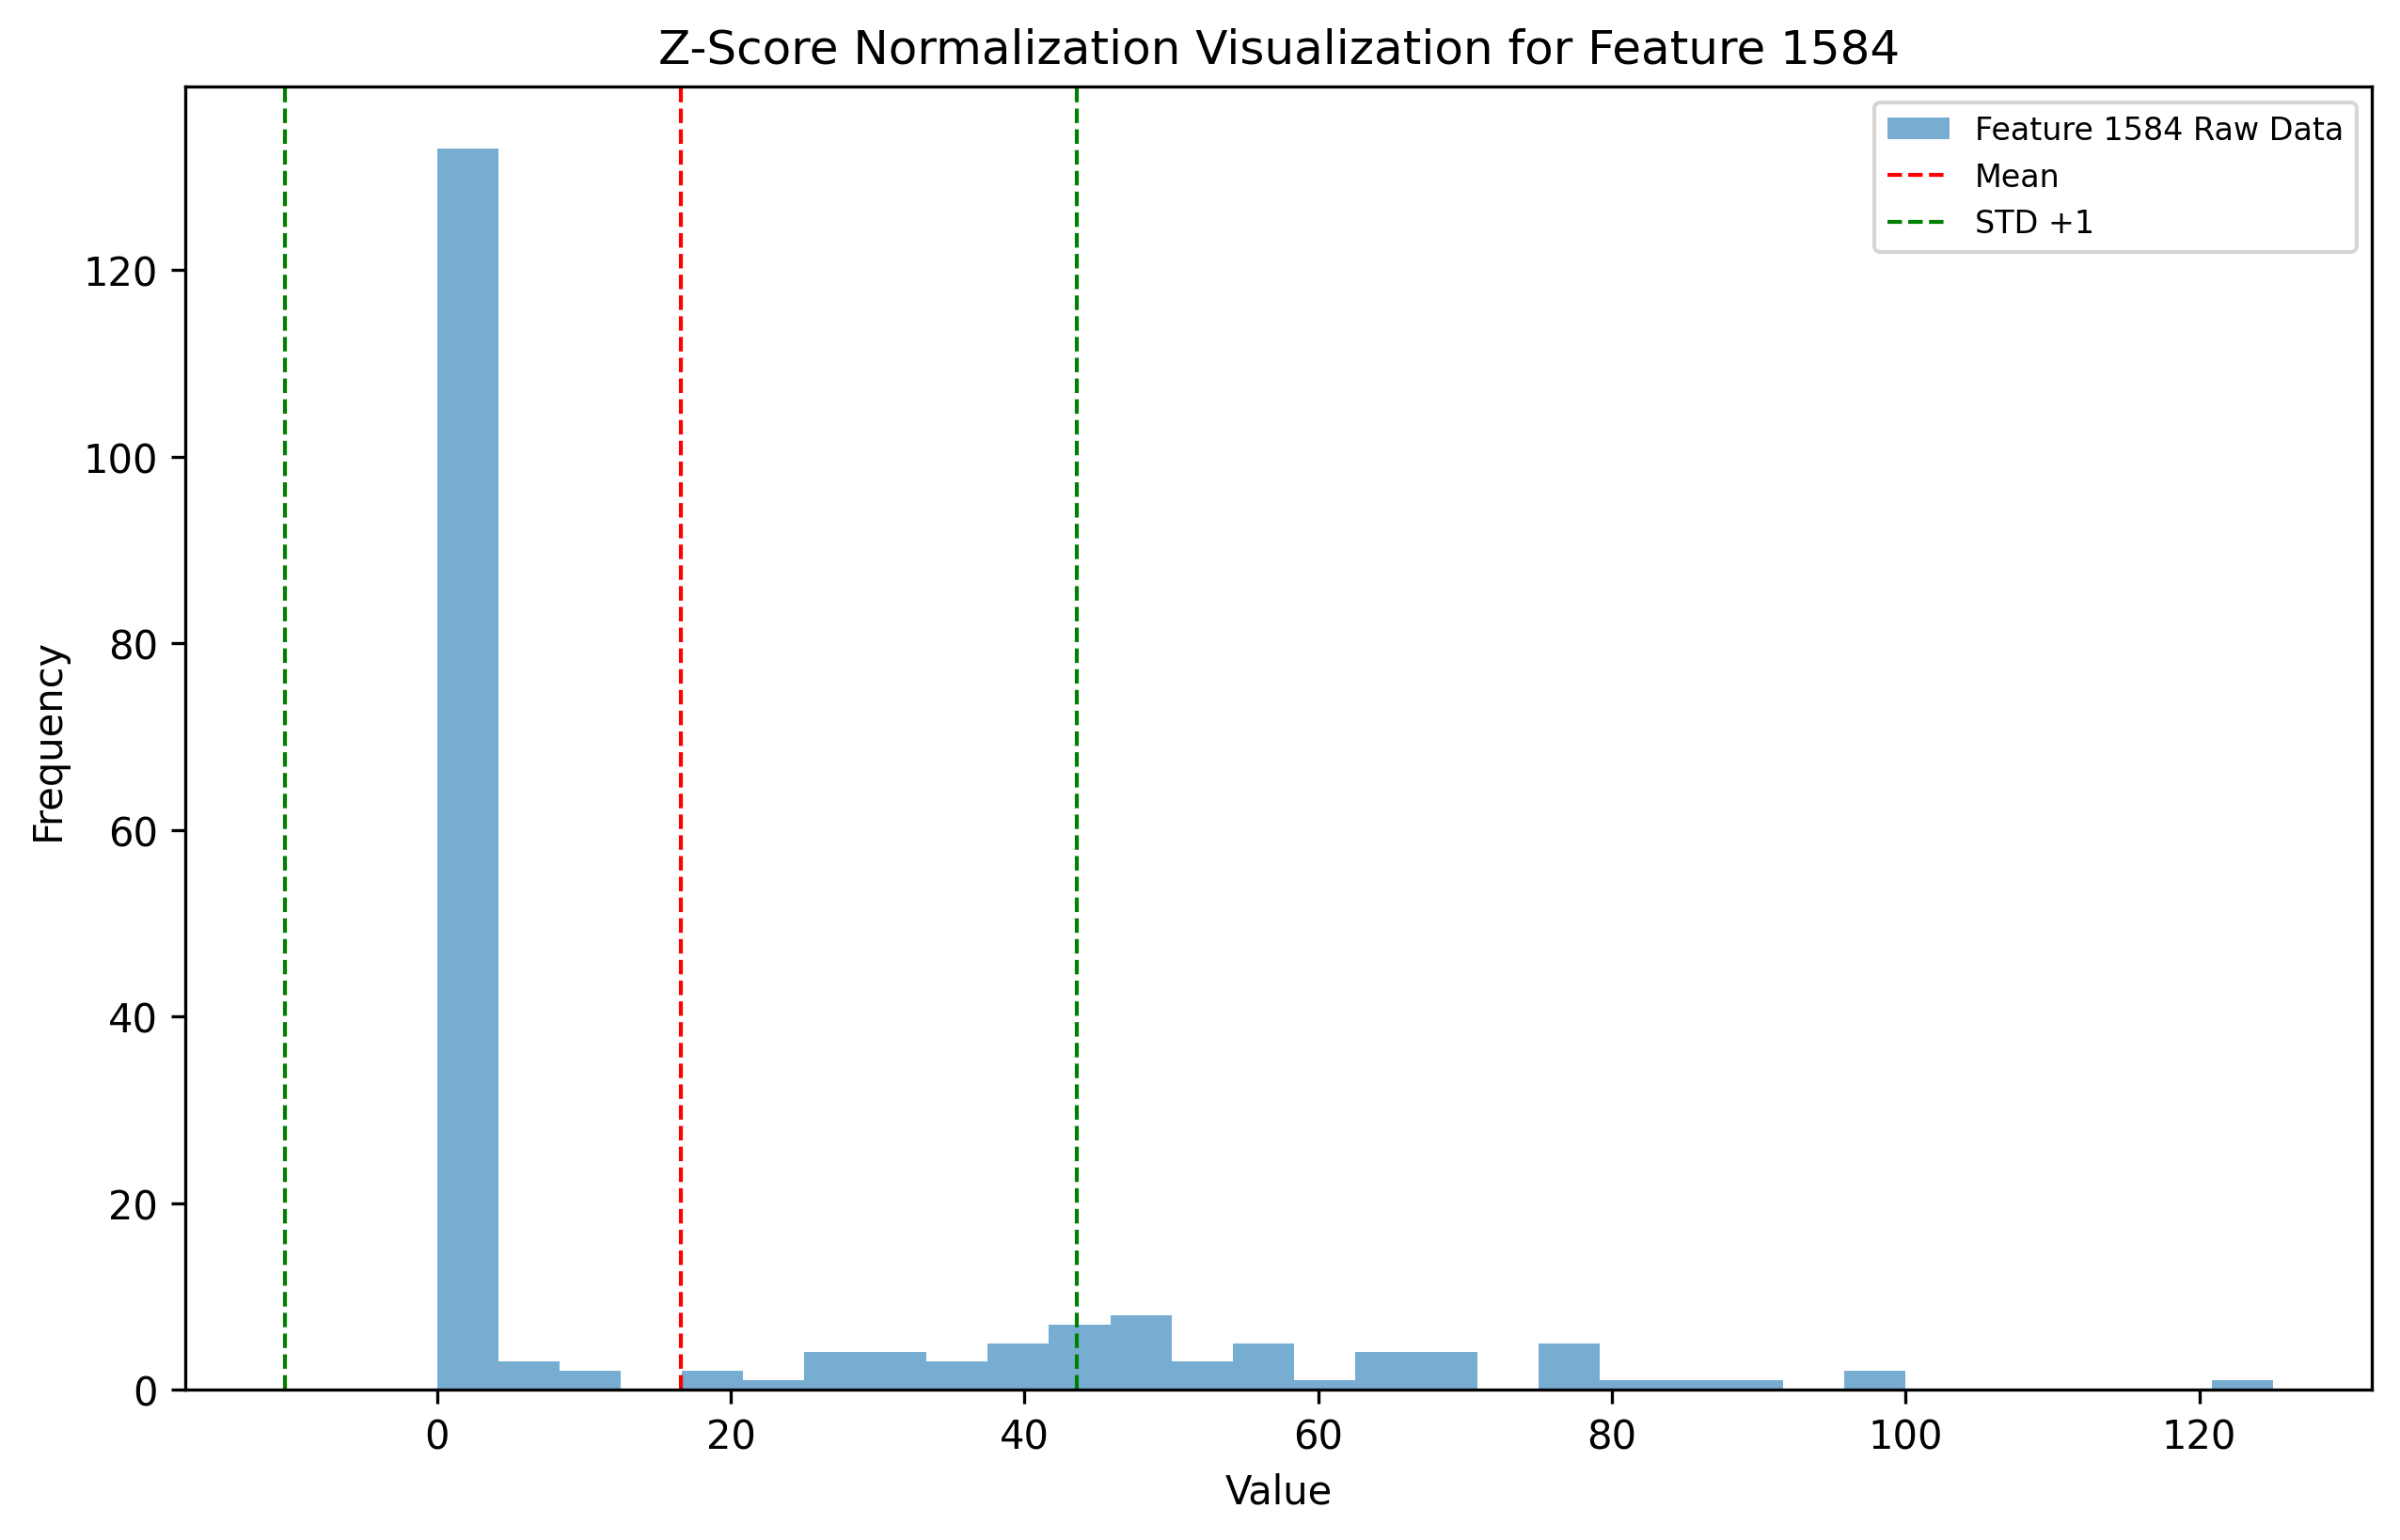 Z-Score Normalization Visualization for Feature 1584
Feature 1584 Raw Data
Mean
STD +1
120
100
80
60
40
20
0
Frequency
0 20 40 60 80 100 120
Value